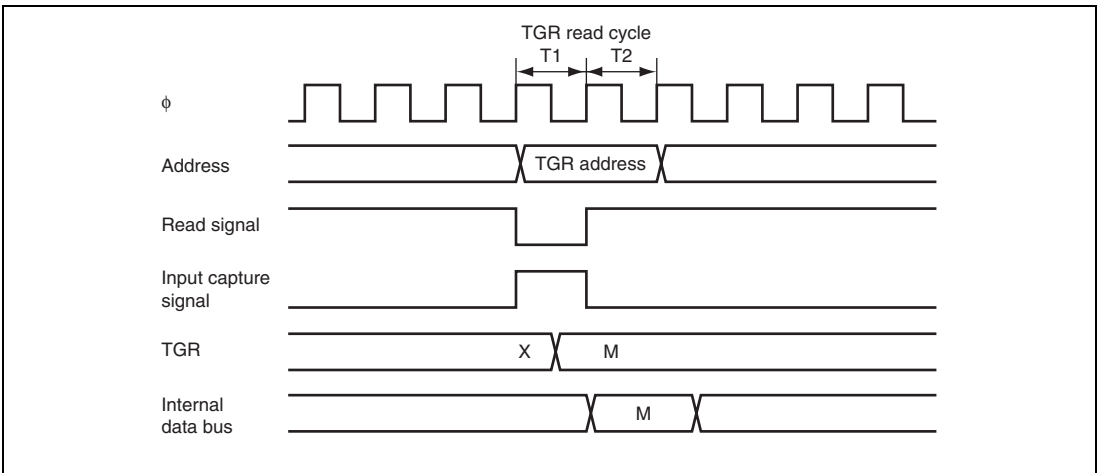 TGR read cycle
T1 T2
ϕ
Address
TGR address
Read signal
Input capture
signal
TGR
X M
Internal
data bus
M